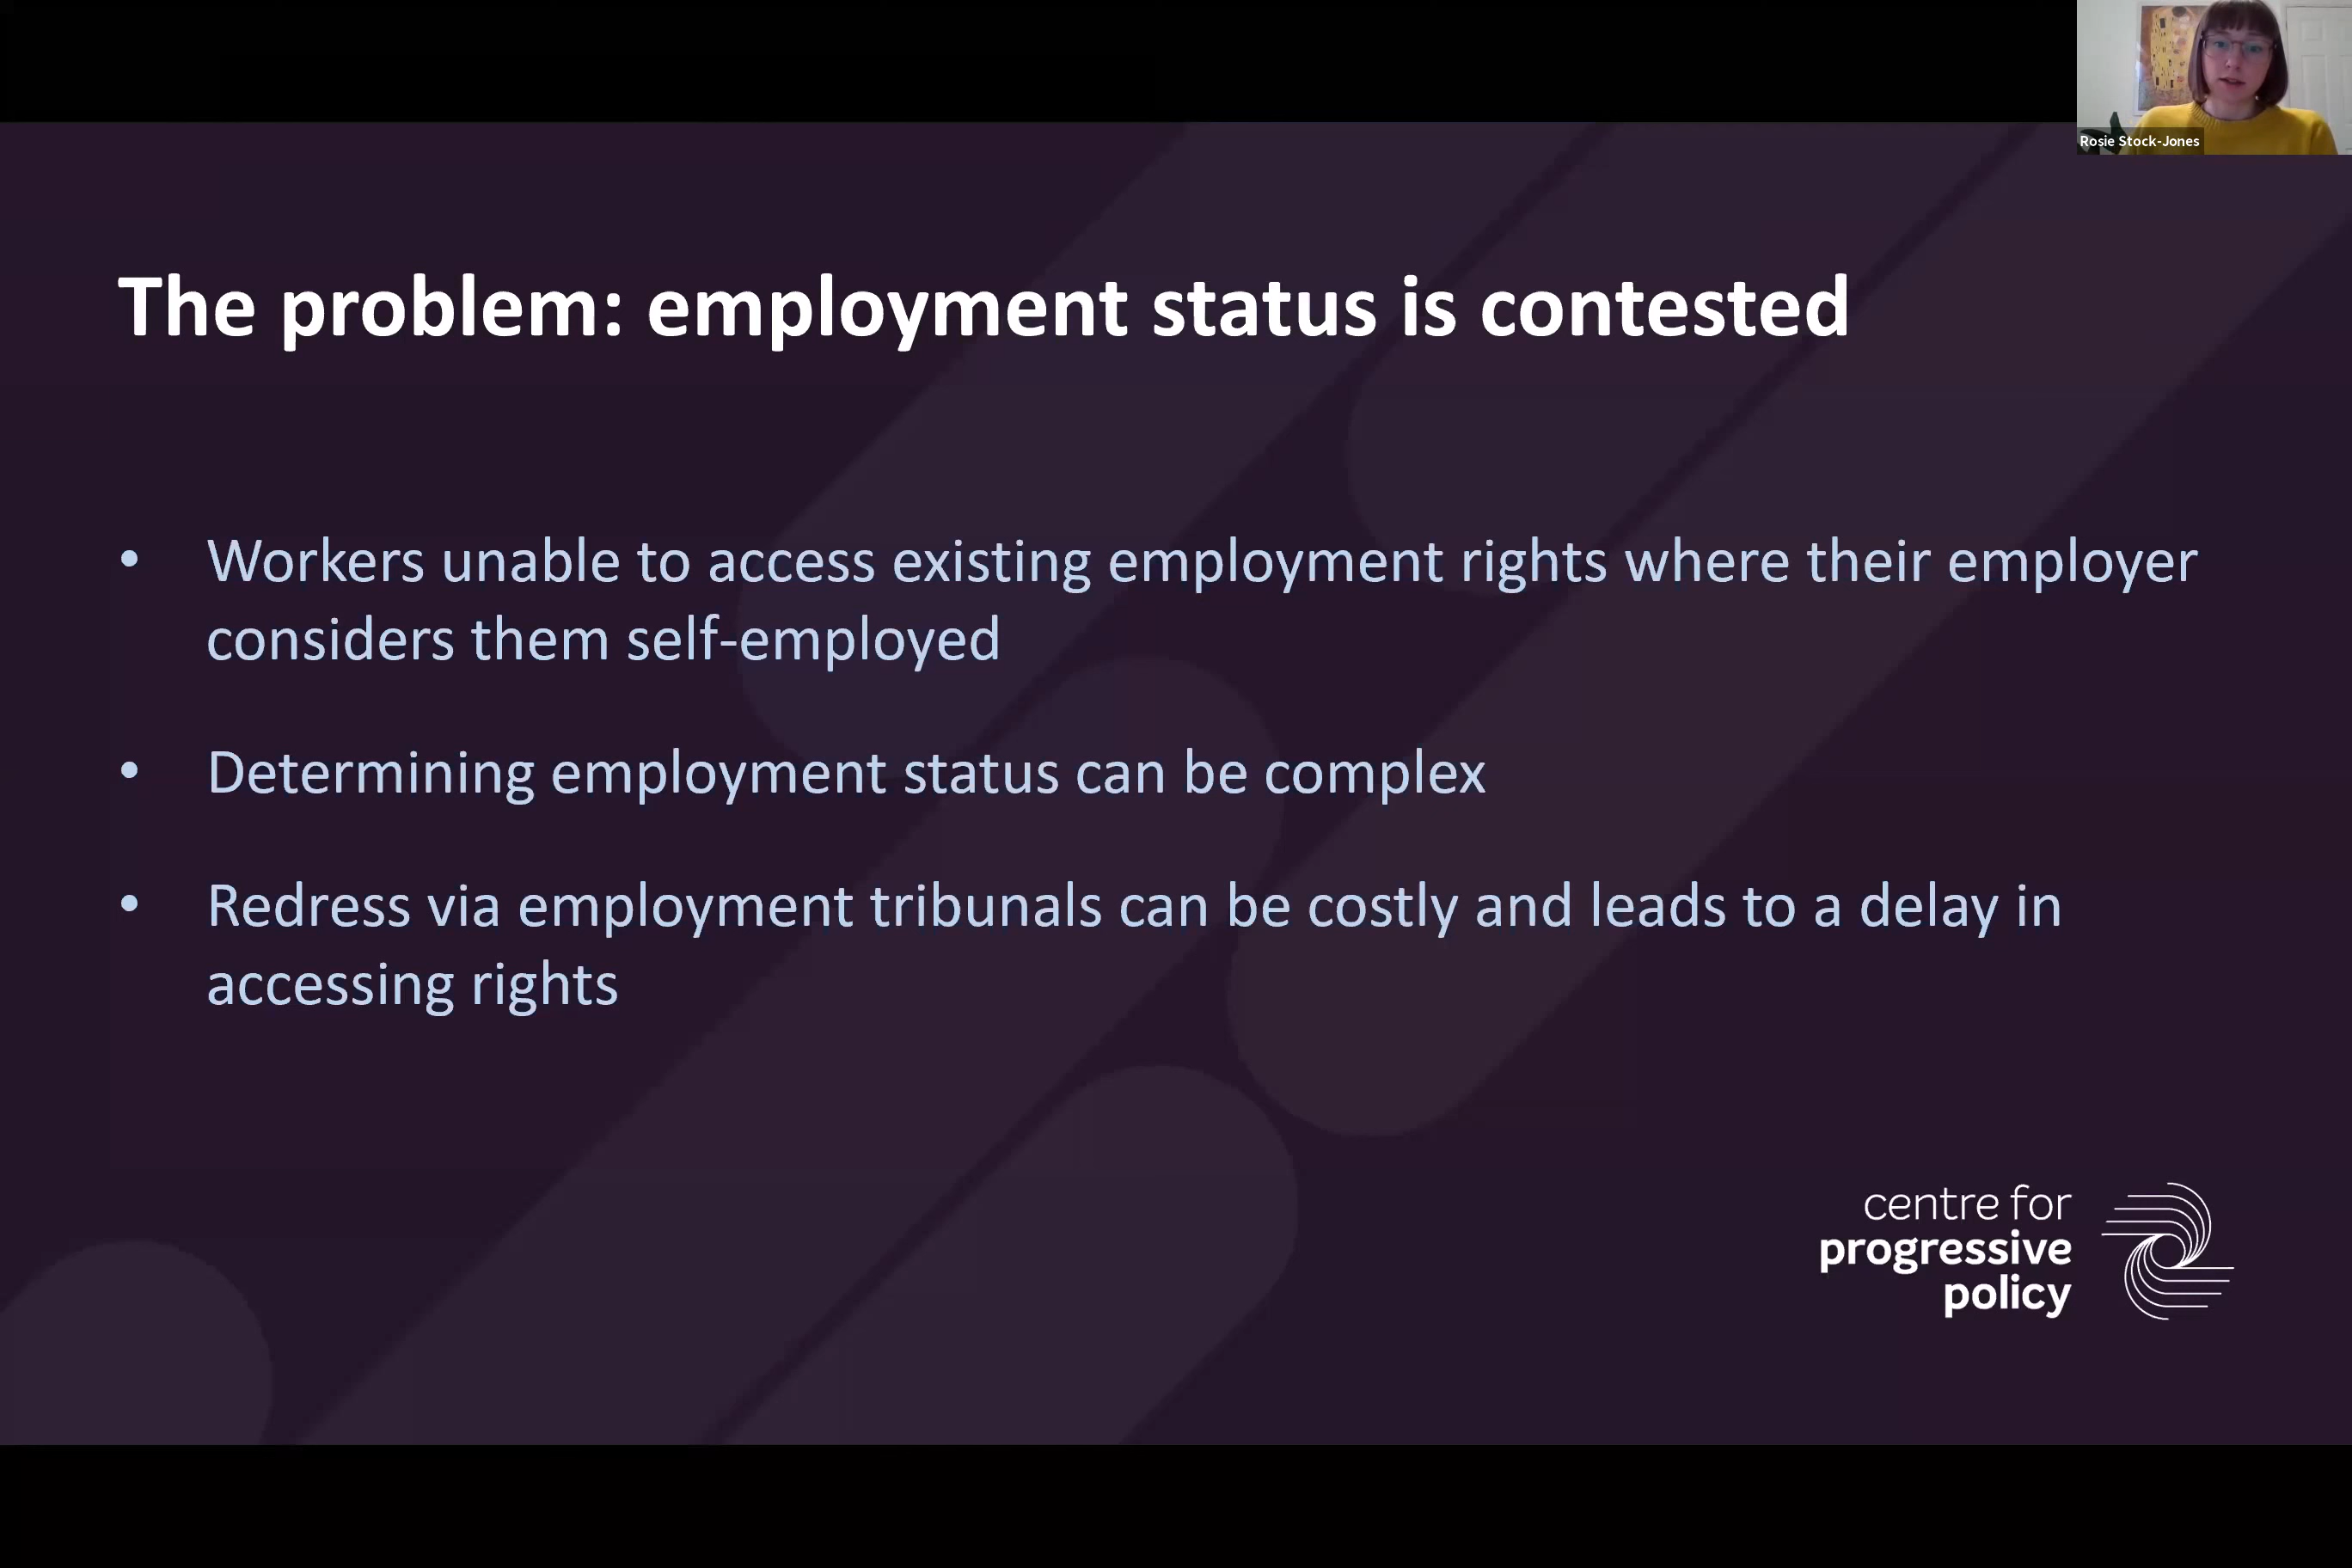 Rosie Stock-Jones
The problem: employment status is contested
• Workers unable to access existing employment rights where their employer
considers them self-employed
• Determining employment status can be complex
• Redress via employment tribunals can be costly and leads to a delay in
accessing rights
centre for
progressive
policy